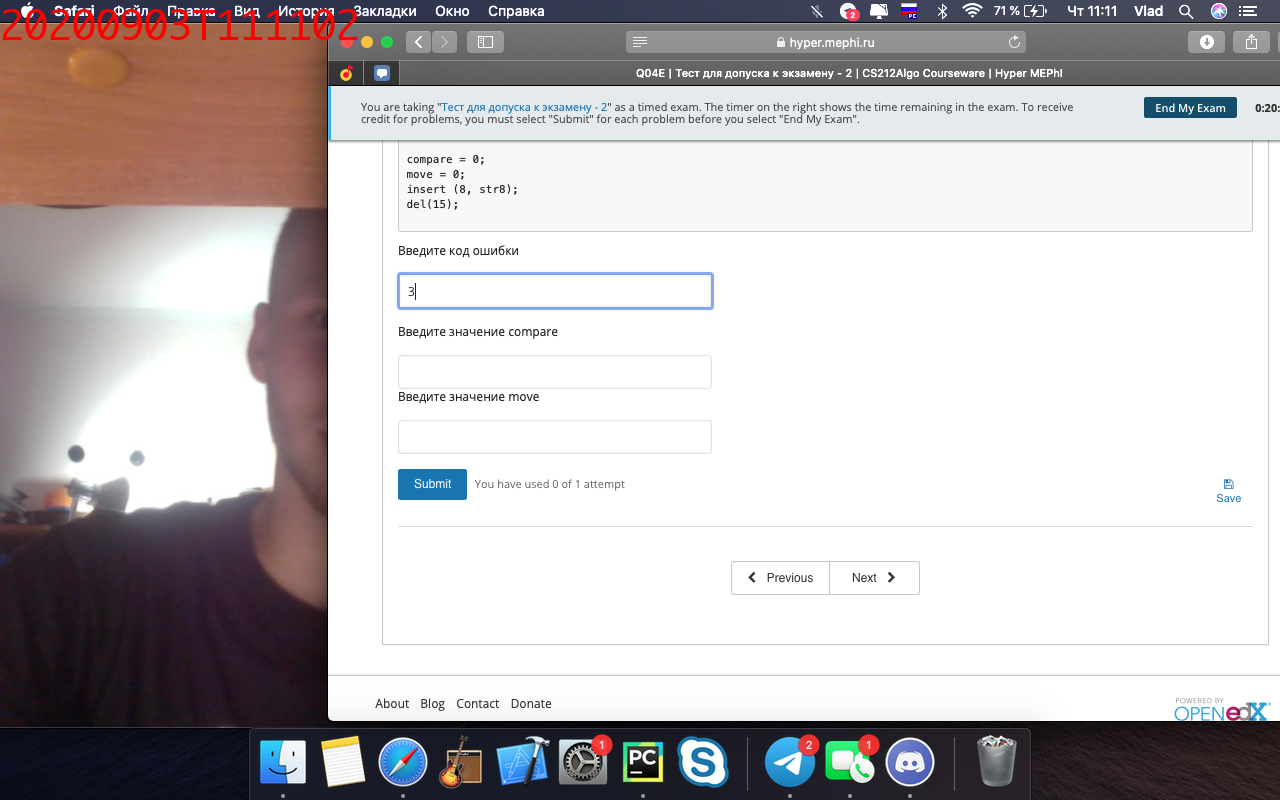 20200903T111102
Safari Файл Правка Вид История Закладки Окно Справка
2 РС 71 % Чт 11:11 Vlad
hyper.mephi.ru
Q04E | Тест для допуска к экзамену - 2 | CS212Algo Courseware | Hyper MEPhI
You are taking "Тест для допуска к экзамену - 2" as a timed exam. The timer on the right shows the time remaining in the exam. To receive
credit for problems, you must select "Submit" for each problem before you select "End My Exam".
End My Exam
0:20:
compare = 0;
move = 0;
insert (8, str8);
del(15);
Введите код ошибки
3
Введите значение compare
Введите значение move
Submit You have used 0 of 1 attempt
Save
Previous Next
About Blog Contact Donate
POWERED BY
OPEN edX
1 PC 2 1